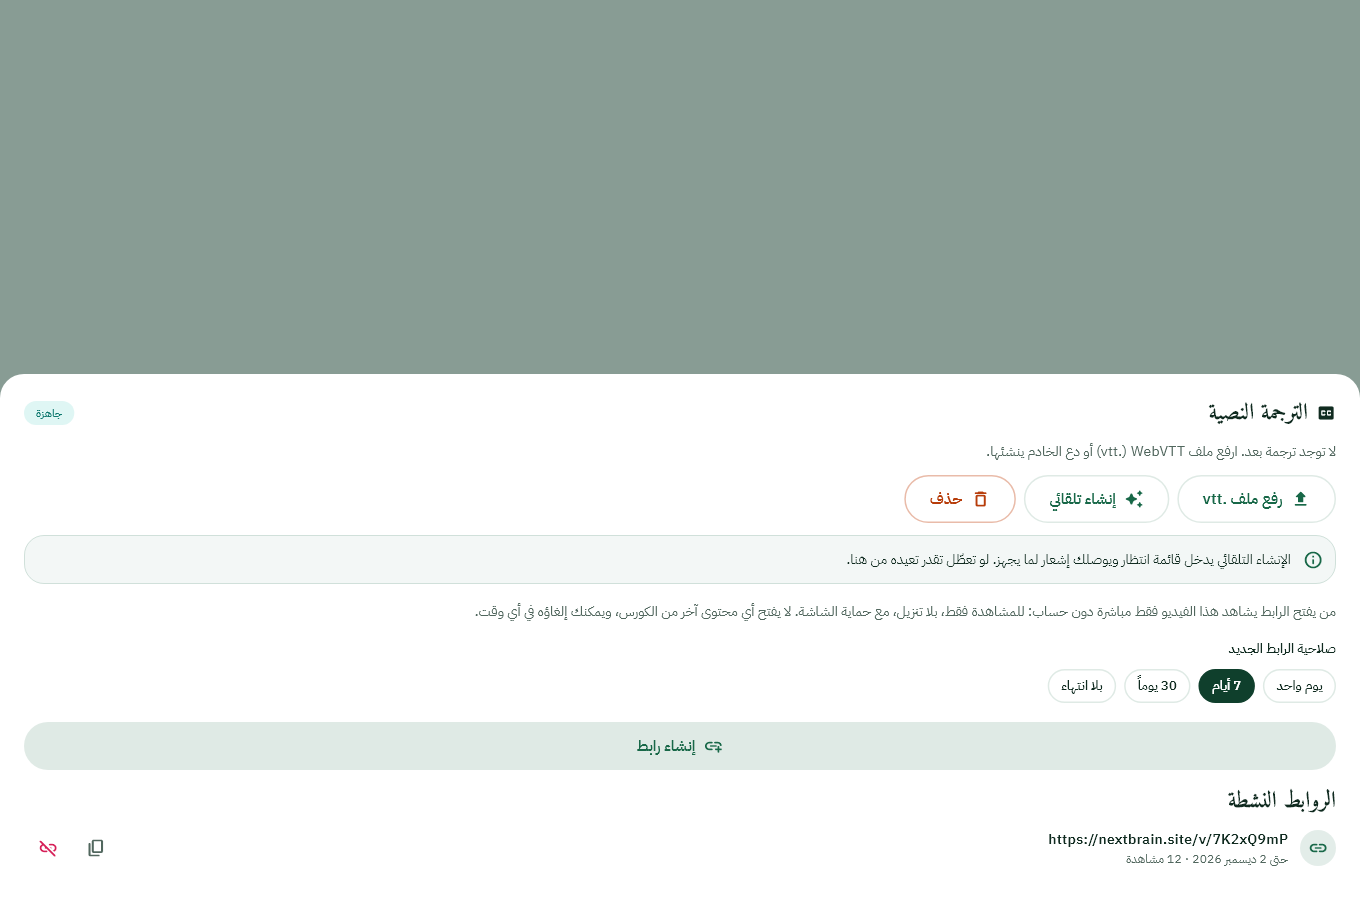 الترجمة النصية
جاهزة
لا توجد ترجمة بعد. ارفع ملف WebVTT (.vtt) أو دع الخادم ينشئها.
رفع ملف .vtt
إنشاء تلقائي
حذف
الإنشاء التلقائي يدخل قائمة انتظار ويوصلك إشعار لما يجهز. لو تعطّل تقدر تعيده من هنا.
من يفتح الرابط يشاهد هذا الفيديو فقط مباشرة دون حساب: للمشاهدة فقط، بلا تنزيل، مع حماية الشاشة. لا يفتح أي محتوى آخر من الكورس، ويمكنك إلغاؤه في أي وقت.
صلاحية الرابط الجديد
يوم واحد
7 أيام
30 يوماً
بلا انتهاء
إنشاء رابط
الروابط النشطة
https://nextbrain.site/v/7K2xQ9mP
حتى 2 ديسمبر 2026 · 12 مشاهدة